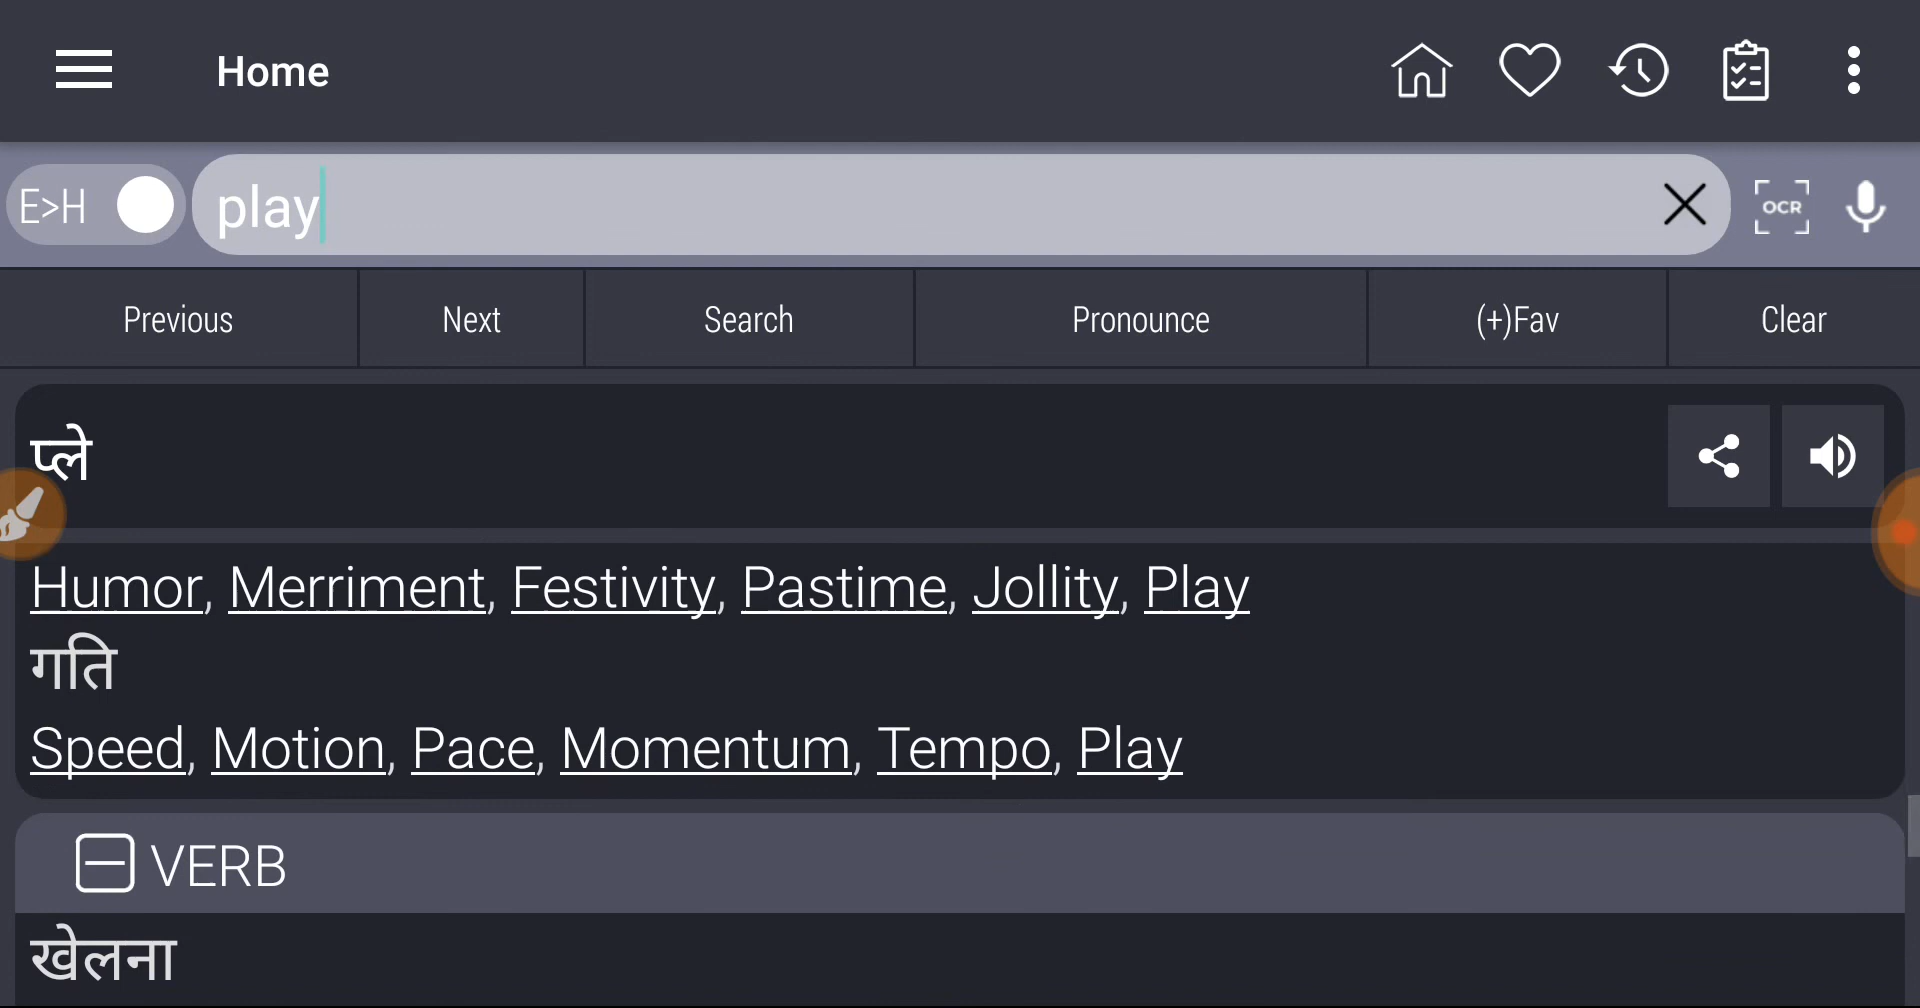 Home
E>H play OCR
Previous Next Search Pronounce (+)Fav Clear
प्ले
Humor, Merriment, Festivity, Pastime, Jollity, Play
गति
Speed, Motion, Pace, Momentum, Tempo, Play
VERB
खेलना